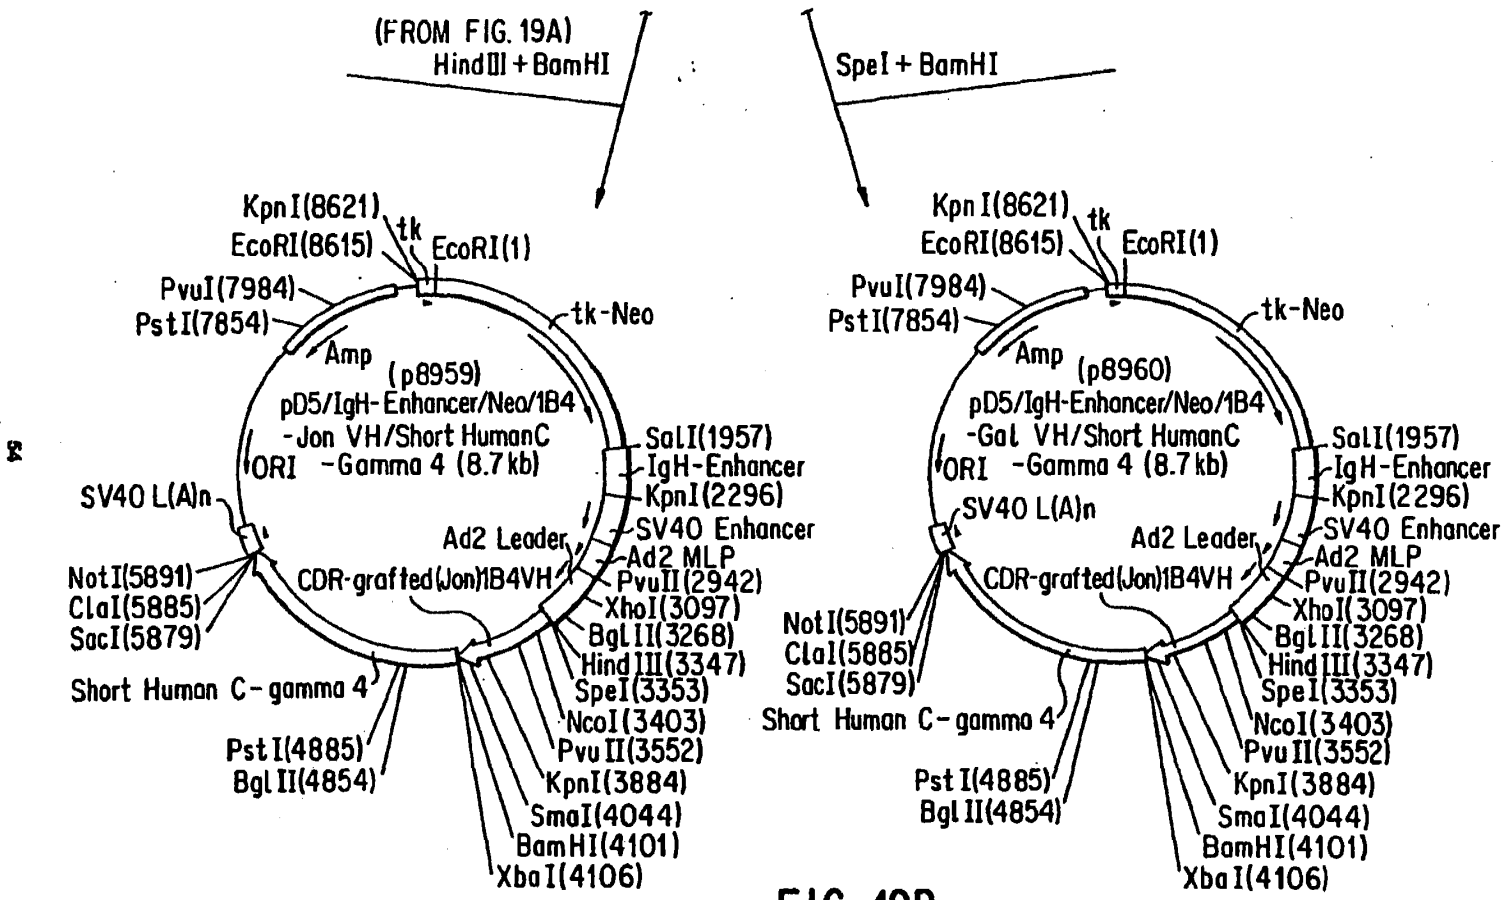 (FROM FIG. 19A)
HindIII + BamHI
SpeI + BamHI
KpnI(8621)
tk
EcoRI(8615)
EcoRI(1)
PvuI(7984)
PstI(7854)
tk-Neo
Amp
(p8959)
pD5/IgH-Enhancer/Neo/1B4
-Jon VH/Short HumanC
-Gamma 4 (8.7kb)
ORI
SalI(1957)
IgH-Enhancer
KpnI(2296)
SV40 L(A)n
SV40 Enhancer
Ad2 Leader
Ad2 MLP
CDR-grafted(Jon)1B4VH
PvuII(2942)
NotI(5891)
XhoI(3097)
ClaI(5885)
BglII(3268)
SacI(5879)
HindIII(3347)
Short Human C-gamma 4
SpeI(3353)
NcoI(3403)
PstI(4885)
PvuII(3552)
BglII(4854)
KpnI(3884)
SmaI(4044)
BamHI(4101)
XbaI(4106)
KpnI(8621)
tk
EcoRI(8615)
EcoRI(1)
PvuI(7984)
PstI(7854)
tk-Neo
Amp
(p8960)
pD5/IgH-Enhancer/Neo/1B4
-Gal VH/Short HumanC
-Gamma 4 (8.7kb)
ORI
SalI(1957)
IgH-Enhancer
KpnI(2296)
SV40 L(A)n
SV40 Enhancer
Ad2 Leader
Ad2 MLP
CDR-grafted(Jon)1B4VH
PvuII(2942)
NotI(5891)
XhoI(3097)
ClaI(5885)
BglII(3268)
SacI(5879)
HindIII(3347)
Short Human C-gamma 4
SpeI(3353)
NcoI(3403)
PstI(4885)
PvuII(3552)
BglII(4854)
KpnI(3884)
SmaI(4044)
BamHI(4101)
XbaI(4106)
FIG. 19B